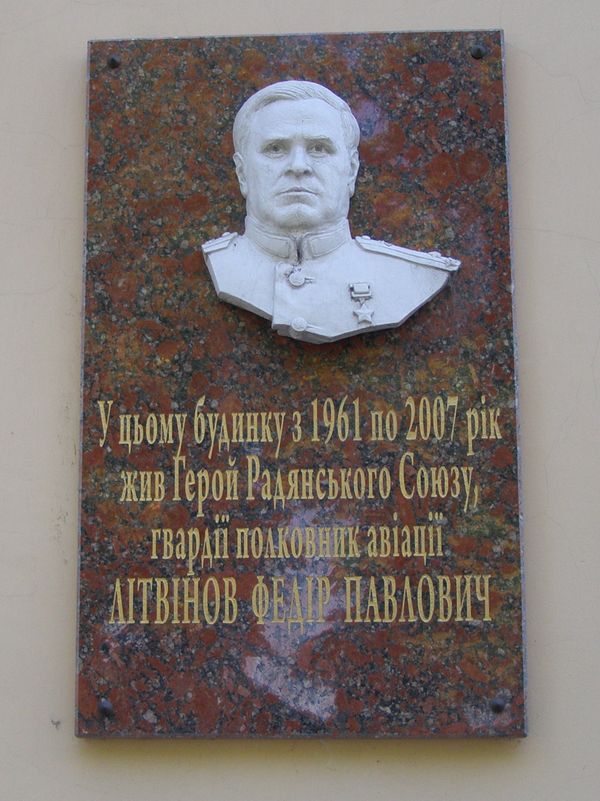 У цьому будинку з 1961 по 2007 рік
жив Герой Радянського Союзу,
гвардії полковник авіації
ЛІТВІНОВ ФЕДІР ПАВЛОВИЧ